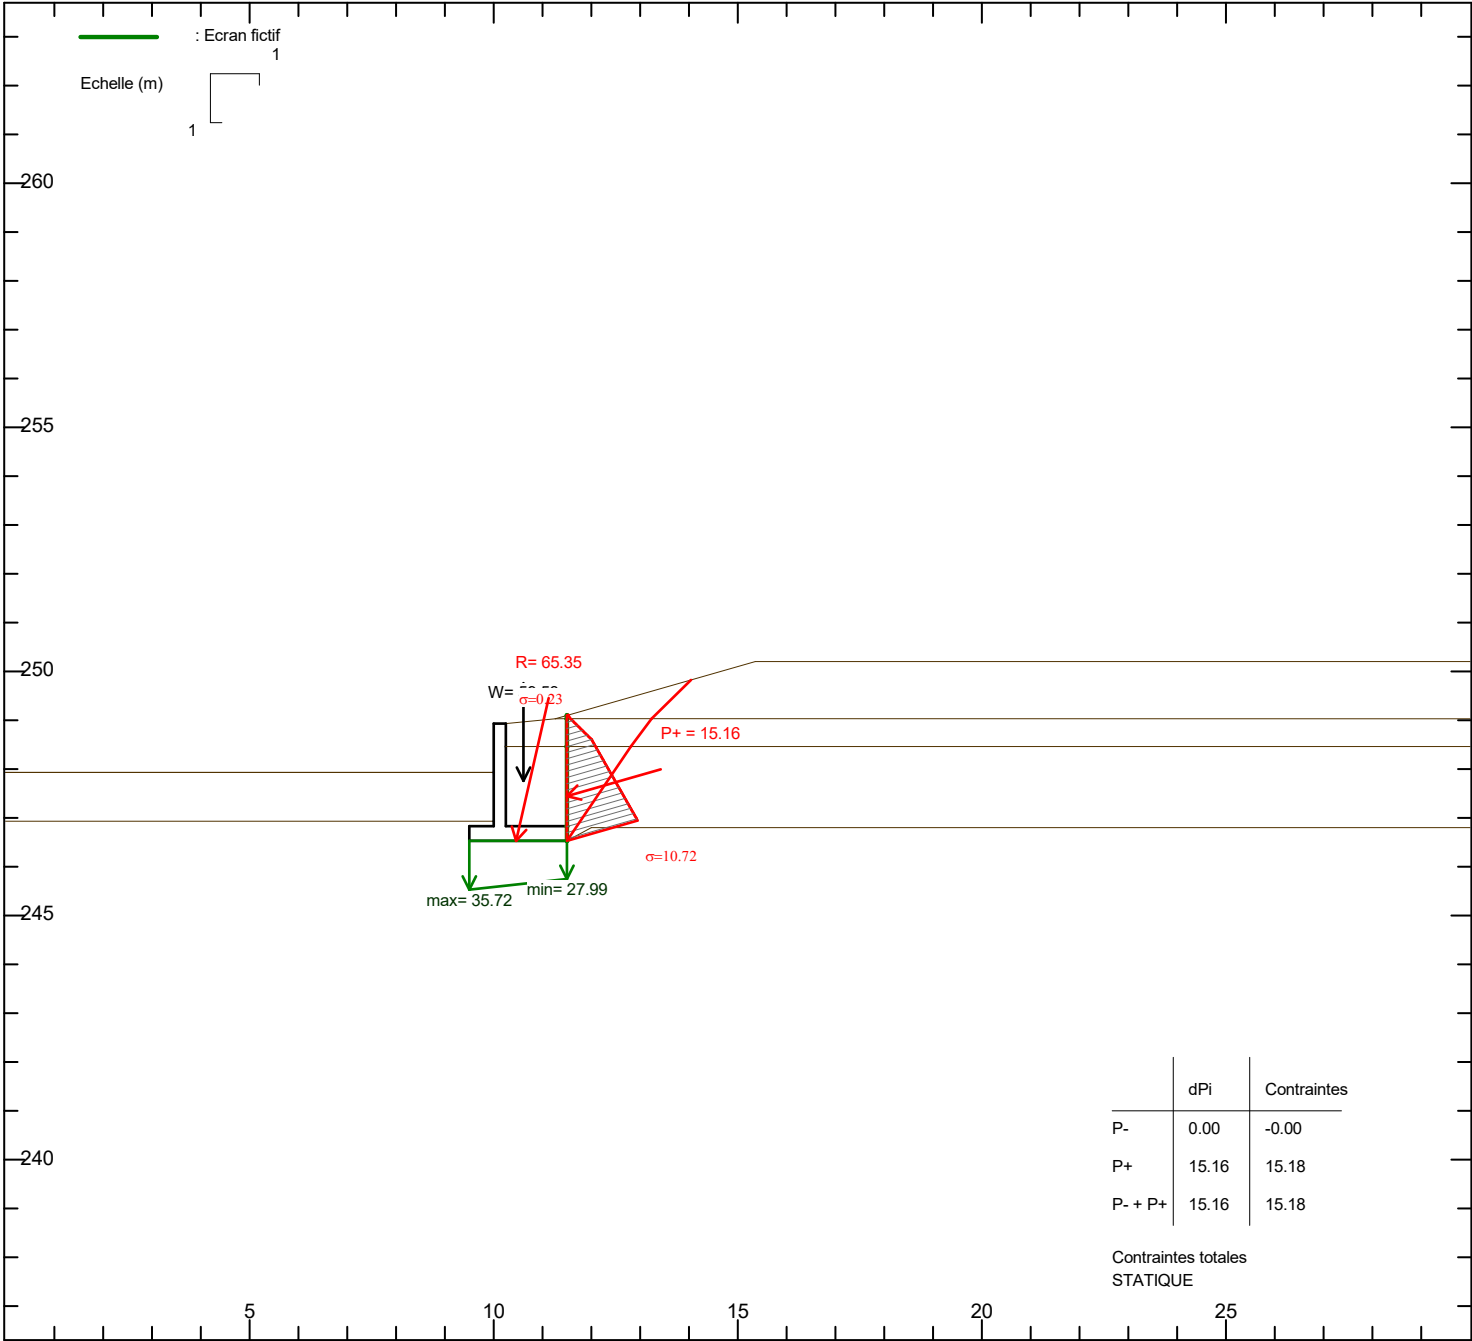 : Ecran fictif
1
Echelle (m)
1
260
255
250
R= 65.35
W=
σ=0.23
P+ = 15.16
σ=10.72
min= 27.99
max= 35.72
245
dPi Contraintes
P- 0.00 -0.00
240
P+ 15.16 15.18
P- + P+ 15.16 15.18
Contraintes totales
STATIQUE
5 10 15 20 25